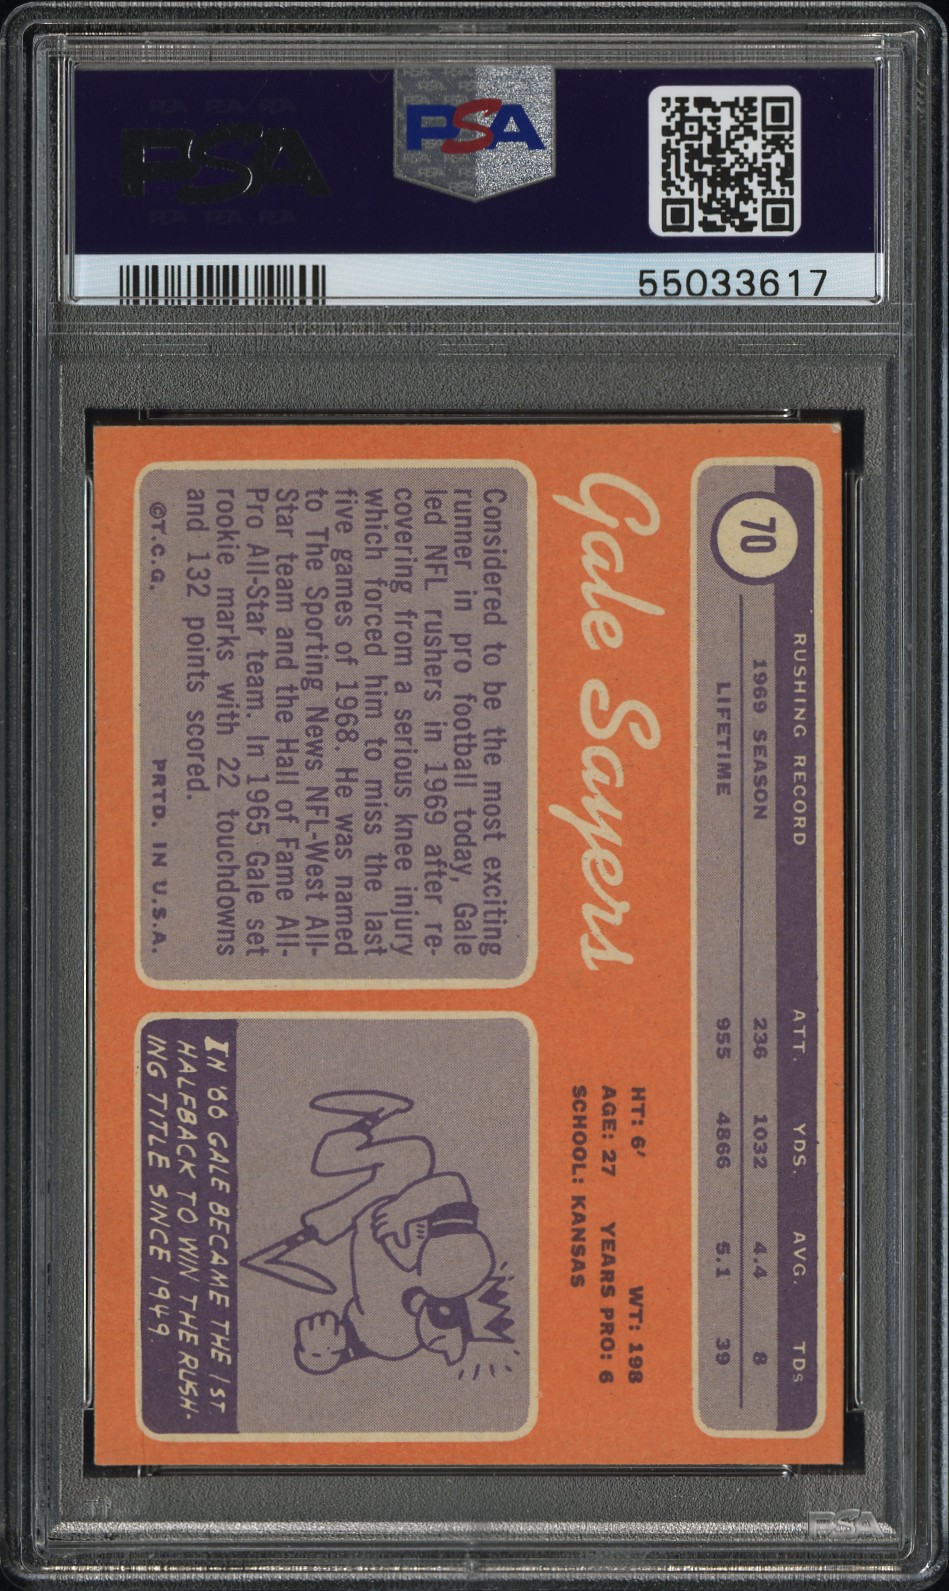 PSA
PSA
55033617
70
RUSHING RECORD ATT. YDS. AVG. TDS
1969 SEASON 236 1032 4.4 8
LIFETIME 955 4866 5.1 39
Gale Sayers
HT: 6' WT: 198
AGE: 27 YEARS PRO: 6
SCHOOL: KANSAS
Considered to be the most exciting
runner in pro football today, Gale
led NFL rushers in 1969 after re-
covering from a serious knee injury
which forced him to miss the last
five games of 1968. He was named
to The Sporting News NFL-West All-
Star team and the Hall of Fame All-
Pro All-Star team. In 1965 Gale set
rookie marks with 22 touchdowns
and 132 points scored.
©T.C.G. PRTD. IN U.S.A.
IN '66 GALE BECAME THE 1ST
HALFBACK TO WIN THE RUSH-
ING TITLE SINCE 1949.
PSA